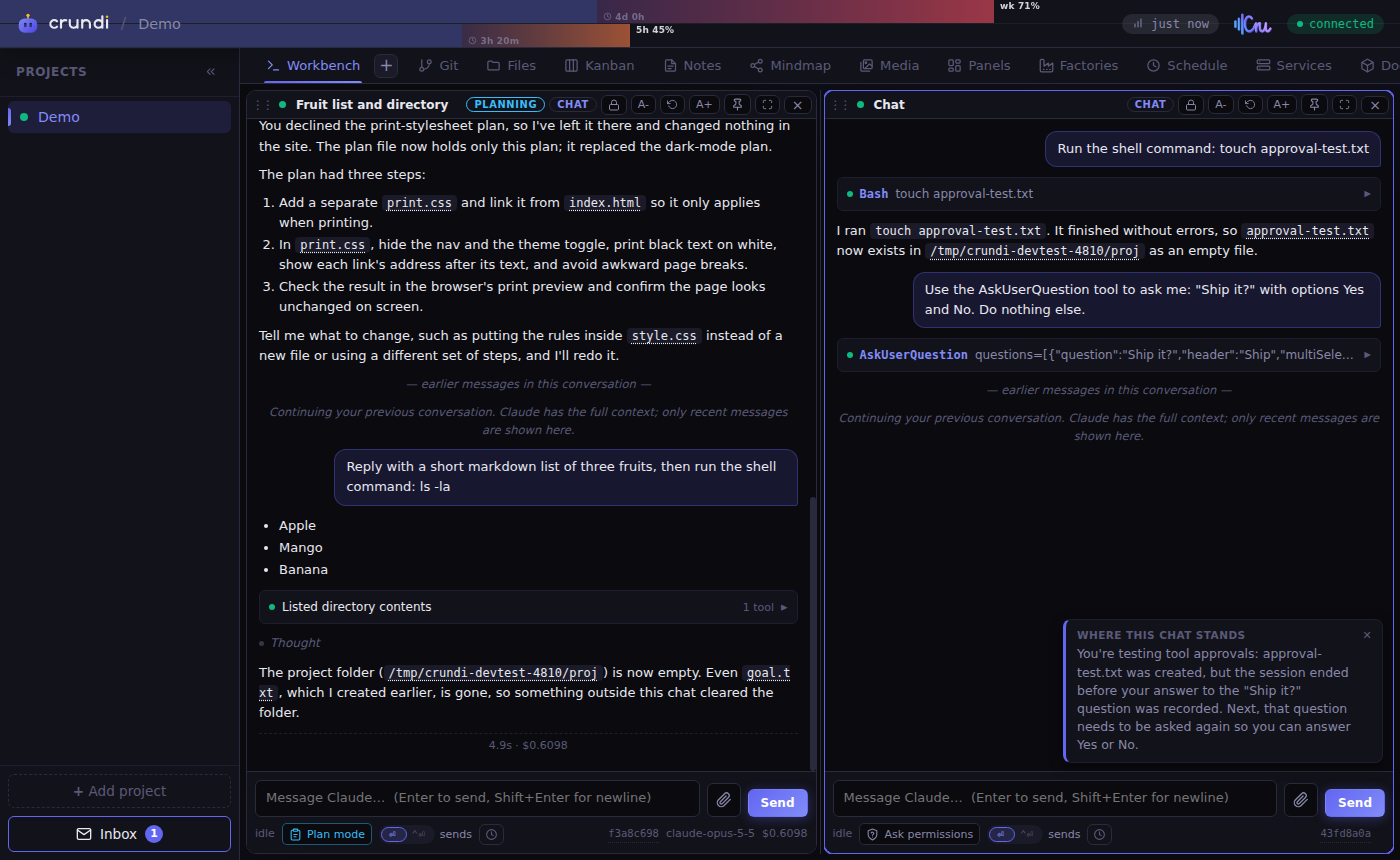 crundi / Demo
4d 0h
wk 71%
3h 20m
5h 45%
just now
Cru
connected
PROJECTS «
Demo
+ Add project
Inbox 1
Workbench + Git Files Kanban Notes Mindmap Media Panels Factories Schedule Services Do
Fruit list and directory PLANNING CHAT A- A+
You declined the print-stylesheet plan, so I've left it there and changed nothing in
the site. The plan file now holds only this plan; it replaced the dark-mode plan.
The plan had three steps:
1. Add a separate print.css and link it from index.html so it only applies
when printing.
2. In print.css, hide the nav and the theme toggle, print black text on white,
show each link's address after its text, and avoid awkward page breaks.
3. Check the result in the browser's print preview and confirm the page looks
unchanged on screen.
Tell me what to change, such as putting the rules inside style.css instead of a
new file or using a different set of steps, and I'll redo it.
— earlier messages in this conversation —
Continuing your previous conversation. Claude has the full context; only recent messages
are shown here.
Reply with a short markdown list of three fruits, then run the shell
command: ls -la
• Apple
• Mango
• Banana
Listed directory contents 1 tool
Thought
The project folder (/tmp/crundi-devtest-4810/proj) is now empty. Even goal.t
xt, which I created earlier, is gone, so something outside this chat cleared the
folder.
4.9s · $0.6098
Message Claude… (Enter to send, Shift+Enter for newline)
Send
idle Plan mode sends f3a8c698 claude-opus-5-5 $0.6098
Chat CHAT A- A+
Run the shell command: touch approval-test.txt
Bash touch approval-test.txt
I ran touch approval-test.txt. It finished without errors, so approval-test.txt
now exists in /tmp/crundi-devtest-4810/proj as an empty file.
Use the AskUserQuestion tool to ask me: "Ship it?" with options Yes
and No. Do nothing else.
AskUserQuestion questions=[{"question":"Ship it?","header":"Ship","multiSele…
— earlier messages in this conversation —
Continuing your previous conversation. Claude has the full context; only recent messages are
shown here.
WHERE THIS CHAT STANDS
You're testing tool approvals: approval-
test.txt was created, but the session ended
before your answer to the "Ship it?"
question was recorded. Next, that question
needs to be asked again so you can answer
Yes or No.
Message Claude… (Enter to send, Shift+Enter for newline)
Send
idle Ask permissions sends 43fd8a0a